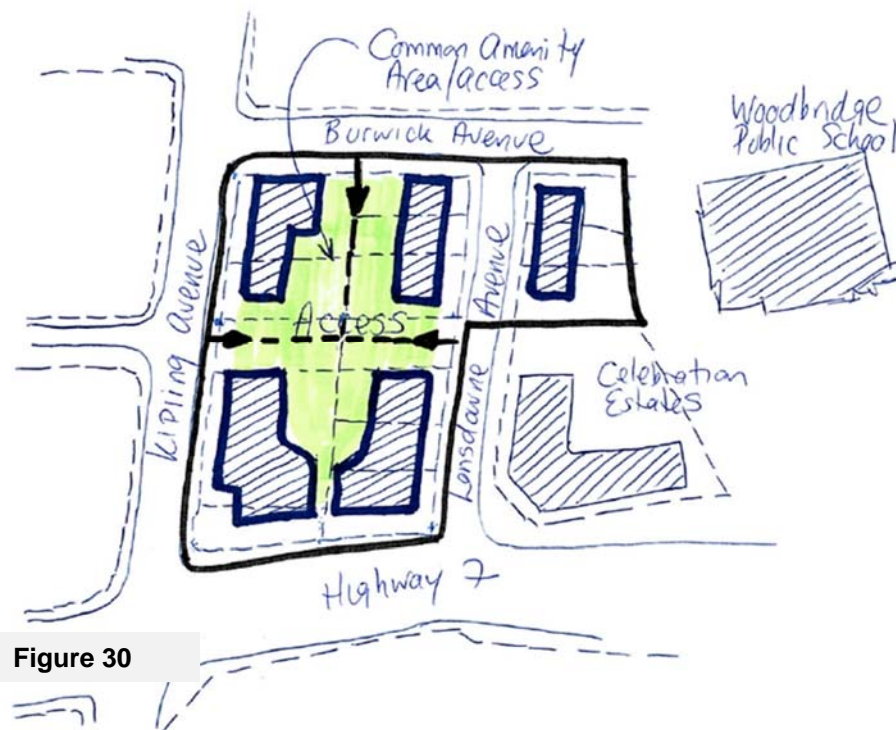 Common Amenity
Area/access
Woodbridge
Public School
Burwick Avenue
Kipling Avenue
Access
Lansdowne Avenue
Celebration
Estates
Highway 7
Figure 30